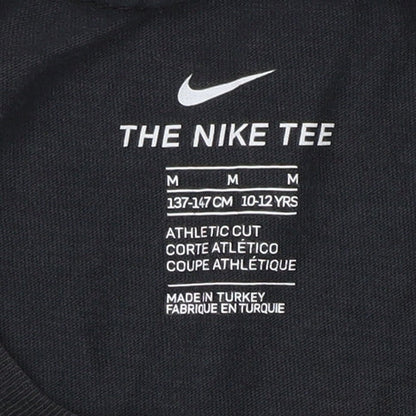 THE NIKE TEE
M M M
137-147 CM 10-12 YRS
ATHLETIC CUT
CORTE ATLÉTICO
COUPE ATHLÉTIQUE
MADE IN TURKEY
FABRIQUE EN TURQUIE